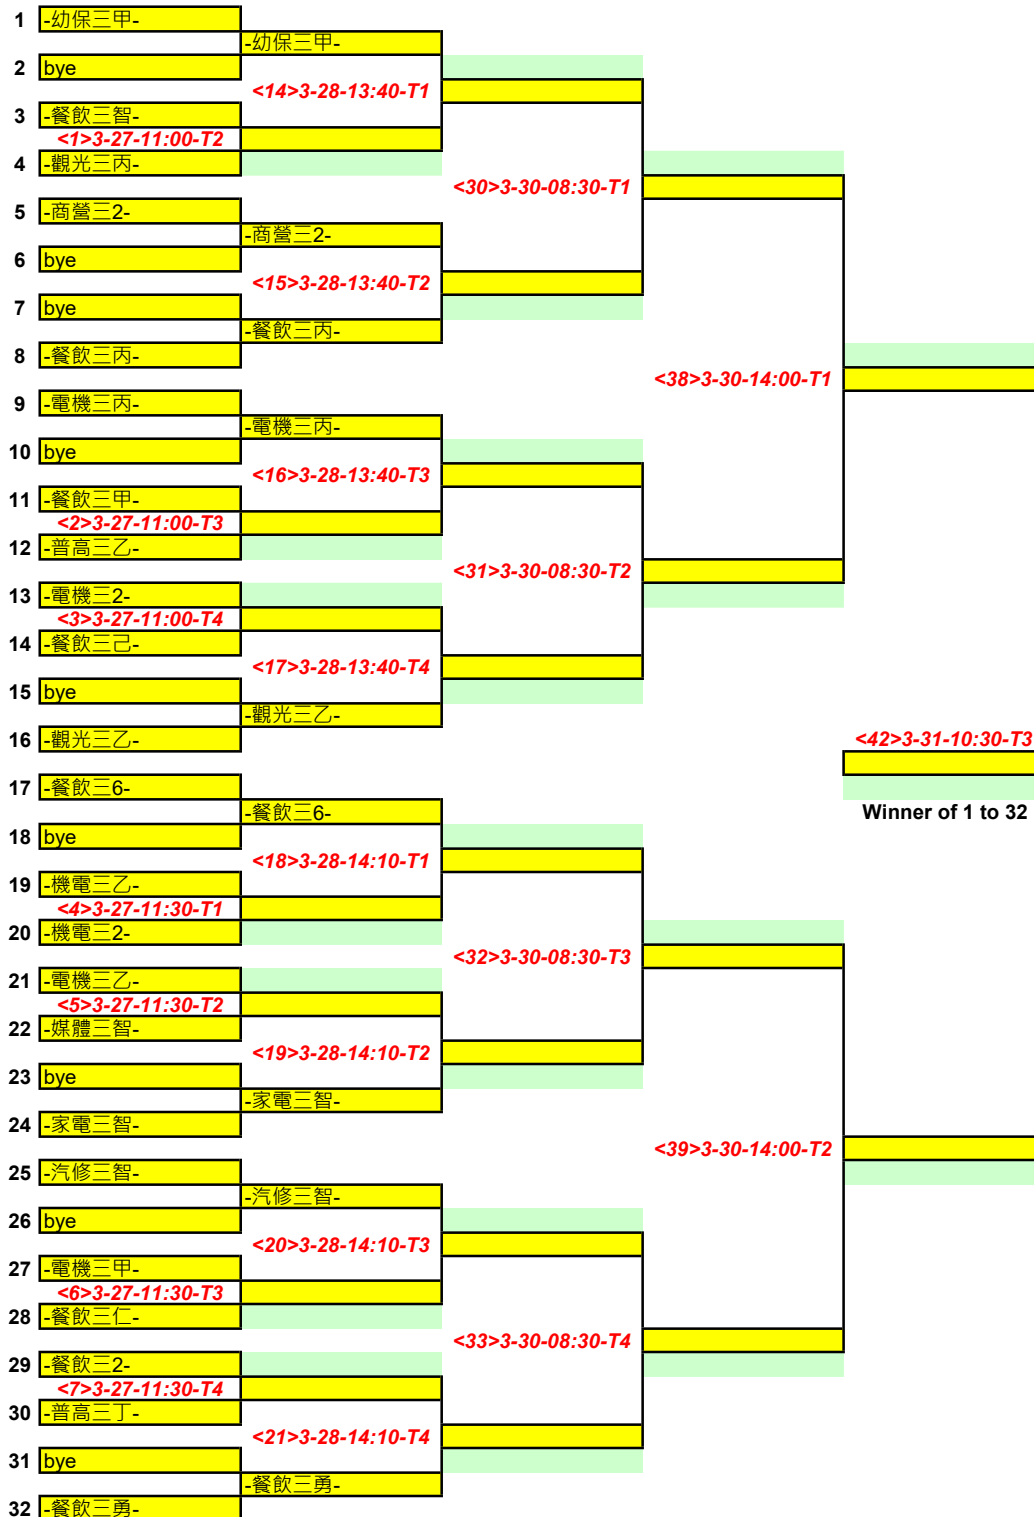 1 -幼保三甲-
-幼保三甲-
2 bye
<14>3-28-13:40-T1
3 -餐飲三智-
<1>3-27-11:00-T2
4 -觀光三丙-
<30>3-30-08:30-T1
5 -商營三2-
-商營三2-
6 bye
<15>3-28-13:40-T2
7 bye
-餐飲三丙-
8 -餐飲三丙-
<38>3-30-14:00-T1
9 -電機三丙-
-電機三丙-
10 bye
<16>3-28-13:40-T3
11 -餐飲三甲-
<2>3-27-11:00-T3
12 -普高三乙-
<31>3-30-08:30-T2
13 -電機三2-
<3>3-27-11:00-T4
14 -餐飲三己-
<17>3-28-13:40-T4
15 bye
-觀光三乙-
16 -觀光三乙-
<42>3-31-10:30-T3
17 -餐飲三6-
-餐飲三6-
Winner of 1 to 32
18 bye
<18>3-28-14:10-T1
19 -機電三乙-
<4>3-27-11:30-T1
20 -機電三2-
<32>3-30-08:30-T3
21 -電機三乙-
<5>3-27-11:30-T2
22 -媒體三智-
<19>3-28-14:10-T2
23 bye
-家電三智-
24 -家電三智-
<39>3-30-14:00-T2
25 -汽修三智-
-汽修三智-
26 bye
<20>3-28-14:10-T3
27 -電機三甲-
<6>3-27-11:30-T3
28 -餐飲三仁-
<33>3-30-08:30-T4
29 -餐飲三2-
<7>3-27-11:30-T4
30 -普高三丁-
<21>3-28-14:10-T4
31 bye
-餐飲三勇-
32 -餐飲三勇-